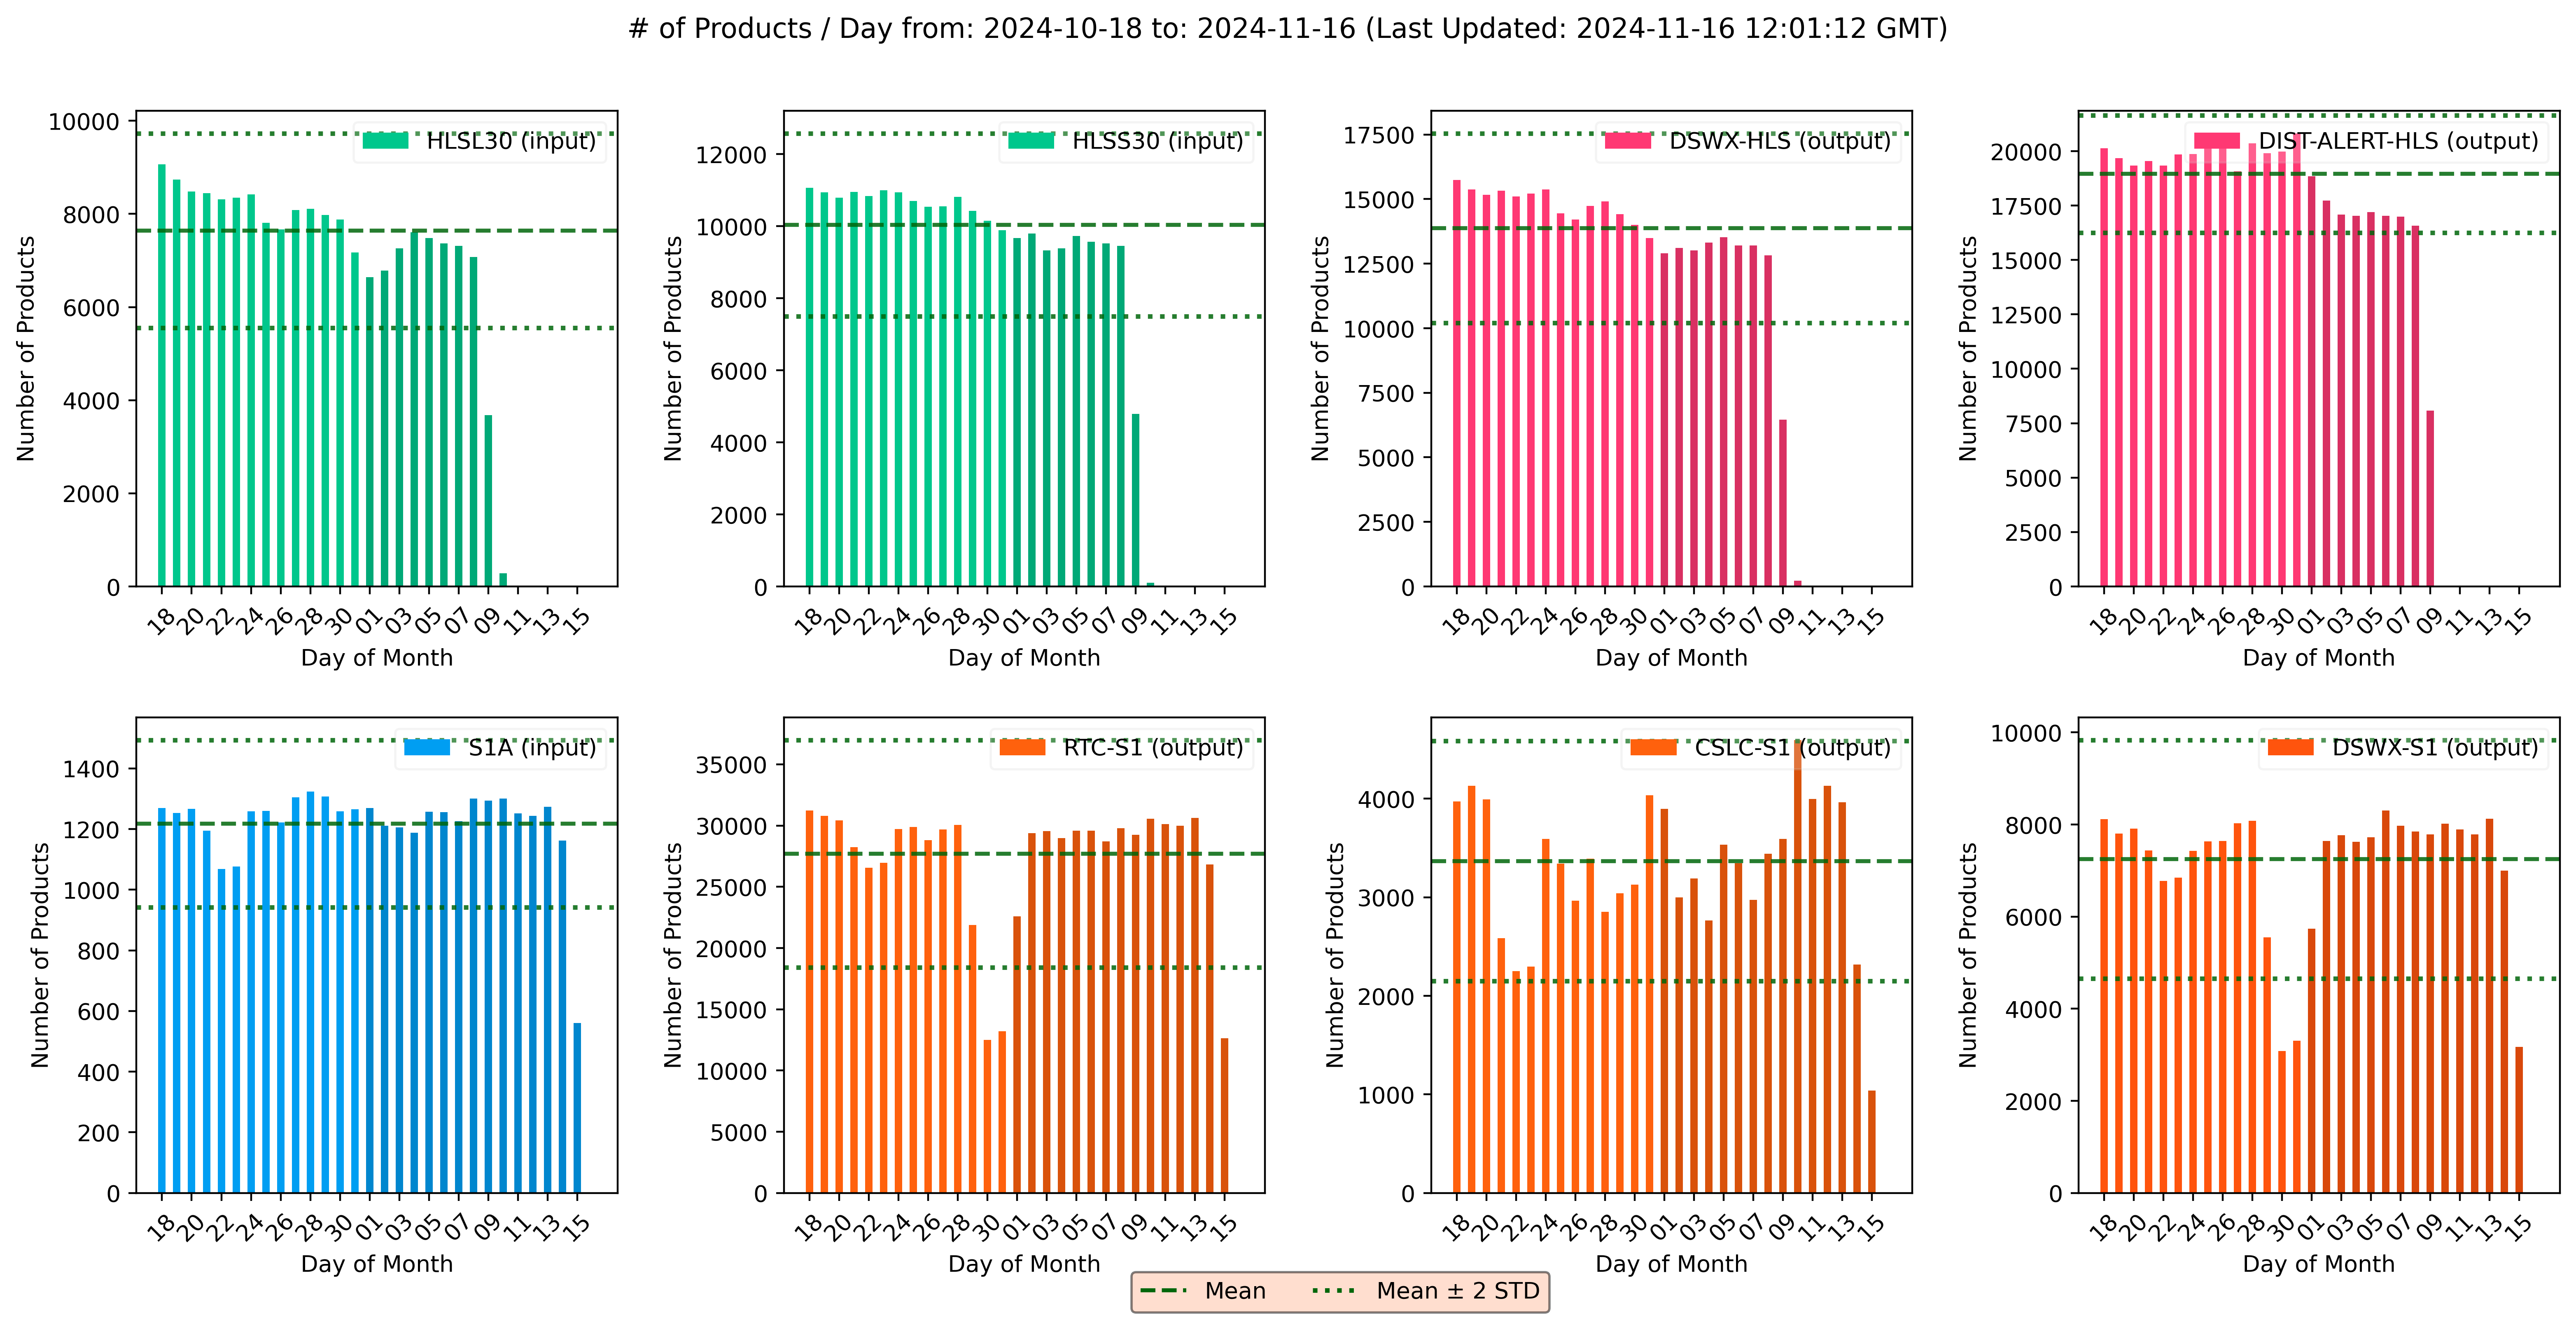 # of Products / Day from: 2024-10-18 to: 2024-11-16 (Last Updated: 2024-11-16 12:01:12 GMT)
HLSL30 (input)
Number of Products
10000
8000
6000
4000
2000
0
18 20 22 24 26 28 30 01 03 05 07 09 11 13 15
Day of Month
HLSS30 (input)
Number of Products
12000
10000
8000
6000
4000
2000
0
18 20 22 24 26 28 30 01 03 05 07 09 11 13 15
Day of Month
DSWX-HLS (output)
Number of Products
17500
15000
12500
10000
7500
5000
2500
0
18 20 22 24 26 28 30 01 03 05 07 09 11 13 15
Day of Month
DIST-ALERT-HLS (output)
Number of Products
20000
17500
15000
12500
10000
7500
5000
2500
0
18 20 22 24 26 28 30 01 03 05 07 09 11 13 15
Day of Month
S1A (input)
Number of Products
1400
1200
1000
800
600
400
200
0
18 20 22 24 26 28 30 01 03 05 07 09 11 13 15
Day of Month
RTC-S1 (output)
Number of Products
35000
30000
25000
20000
15000
10000
5000
0
18 20 22 24 26 28 30 01 03 05 07 09 11 13 15
Day of Month
CSLC-S1 (output)
Number of Products
4000
3000
2000
1000
0
18 20 22 24 26 28 30 01 03 05 07 09 11 13 15
Day of Month
DSWX-S1 (output)
Number of Products
10000
8000
6000
4000
2000
0
18 20 22 24 26 28 30 01 03 05 07 09 11 13 15
Day of Month
Mean
Mean ± 2 STD